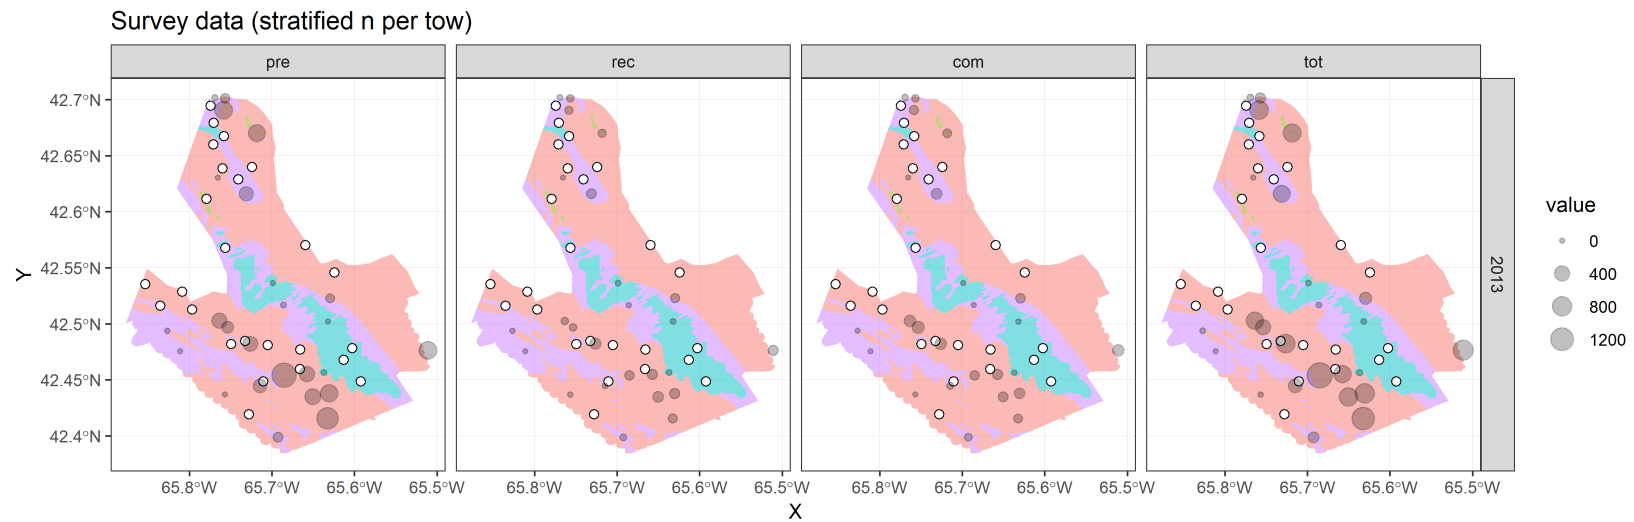 Survey data (stratified n per tow)
pre rec com tot
42.7°N
42.65°N
42.6°N
42.55°N
42.5°N
42.45°N
42.4°N
Y
2013
value
0
400
800
1200
65.8°W 65.7°W 65.6°W 65.5°W 65.8°W 65.7°W 65.6°W 65.5°W 65.8°W 65.7°W 65.6°W 65.5°W 65.8°W 65.7°W 65.6°W 65.5°W
X